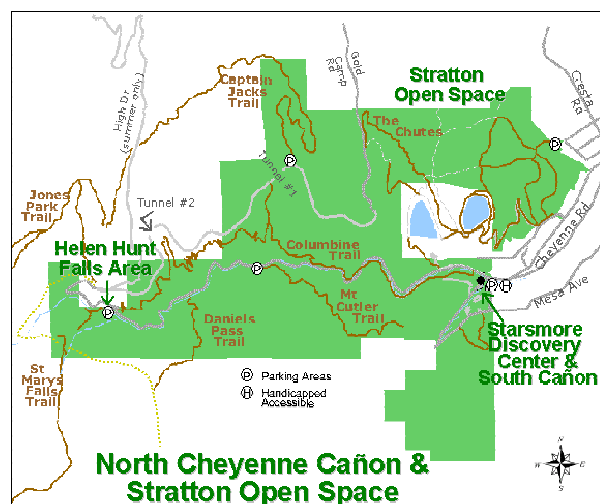 Captain
Jacks
Trail
Gold
Camp
Rd
Stratton
Open Space
Cresta
Rd
High Dr
(summer only)
The
Chutes
P
P
Tunnel #1
Jones
Park
Trail
Tunnel #2
Helen Hunt
Falls Area
Columbine
Trail
Cheyenne Rd
P
P H
Mesa Ave
P
Daniels
Pass
Trail
Mt
Cutler
Trail
Starsmore
Discovery
Center &
South Cañon
St
Marys
Falls
Trail
P Parking Areas
H Handicapped
Accessible
North Cheyenne Cañon &
Stratton Open Space
N
W E
S